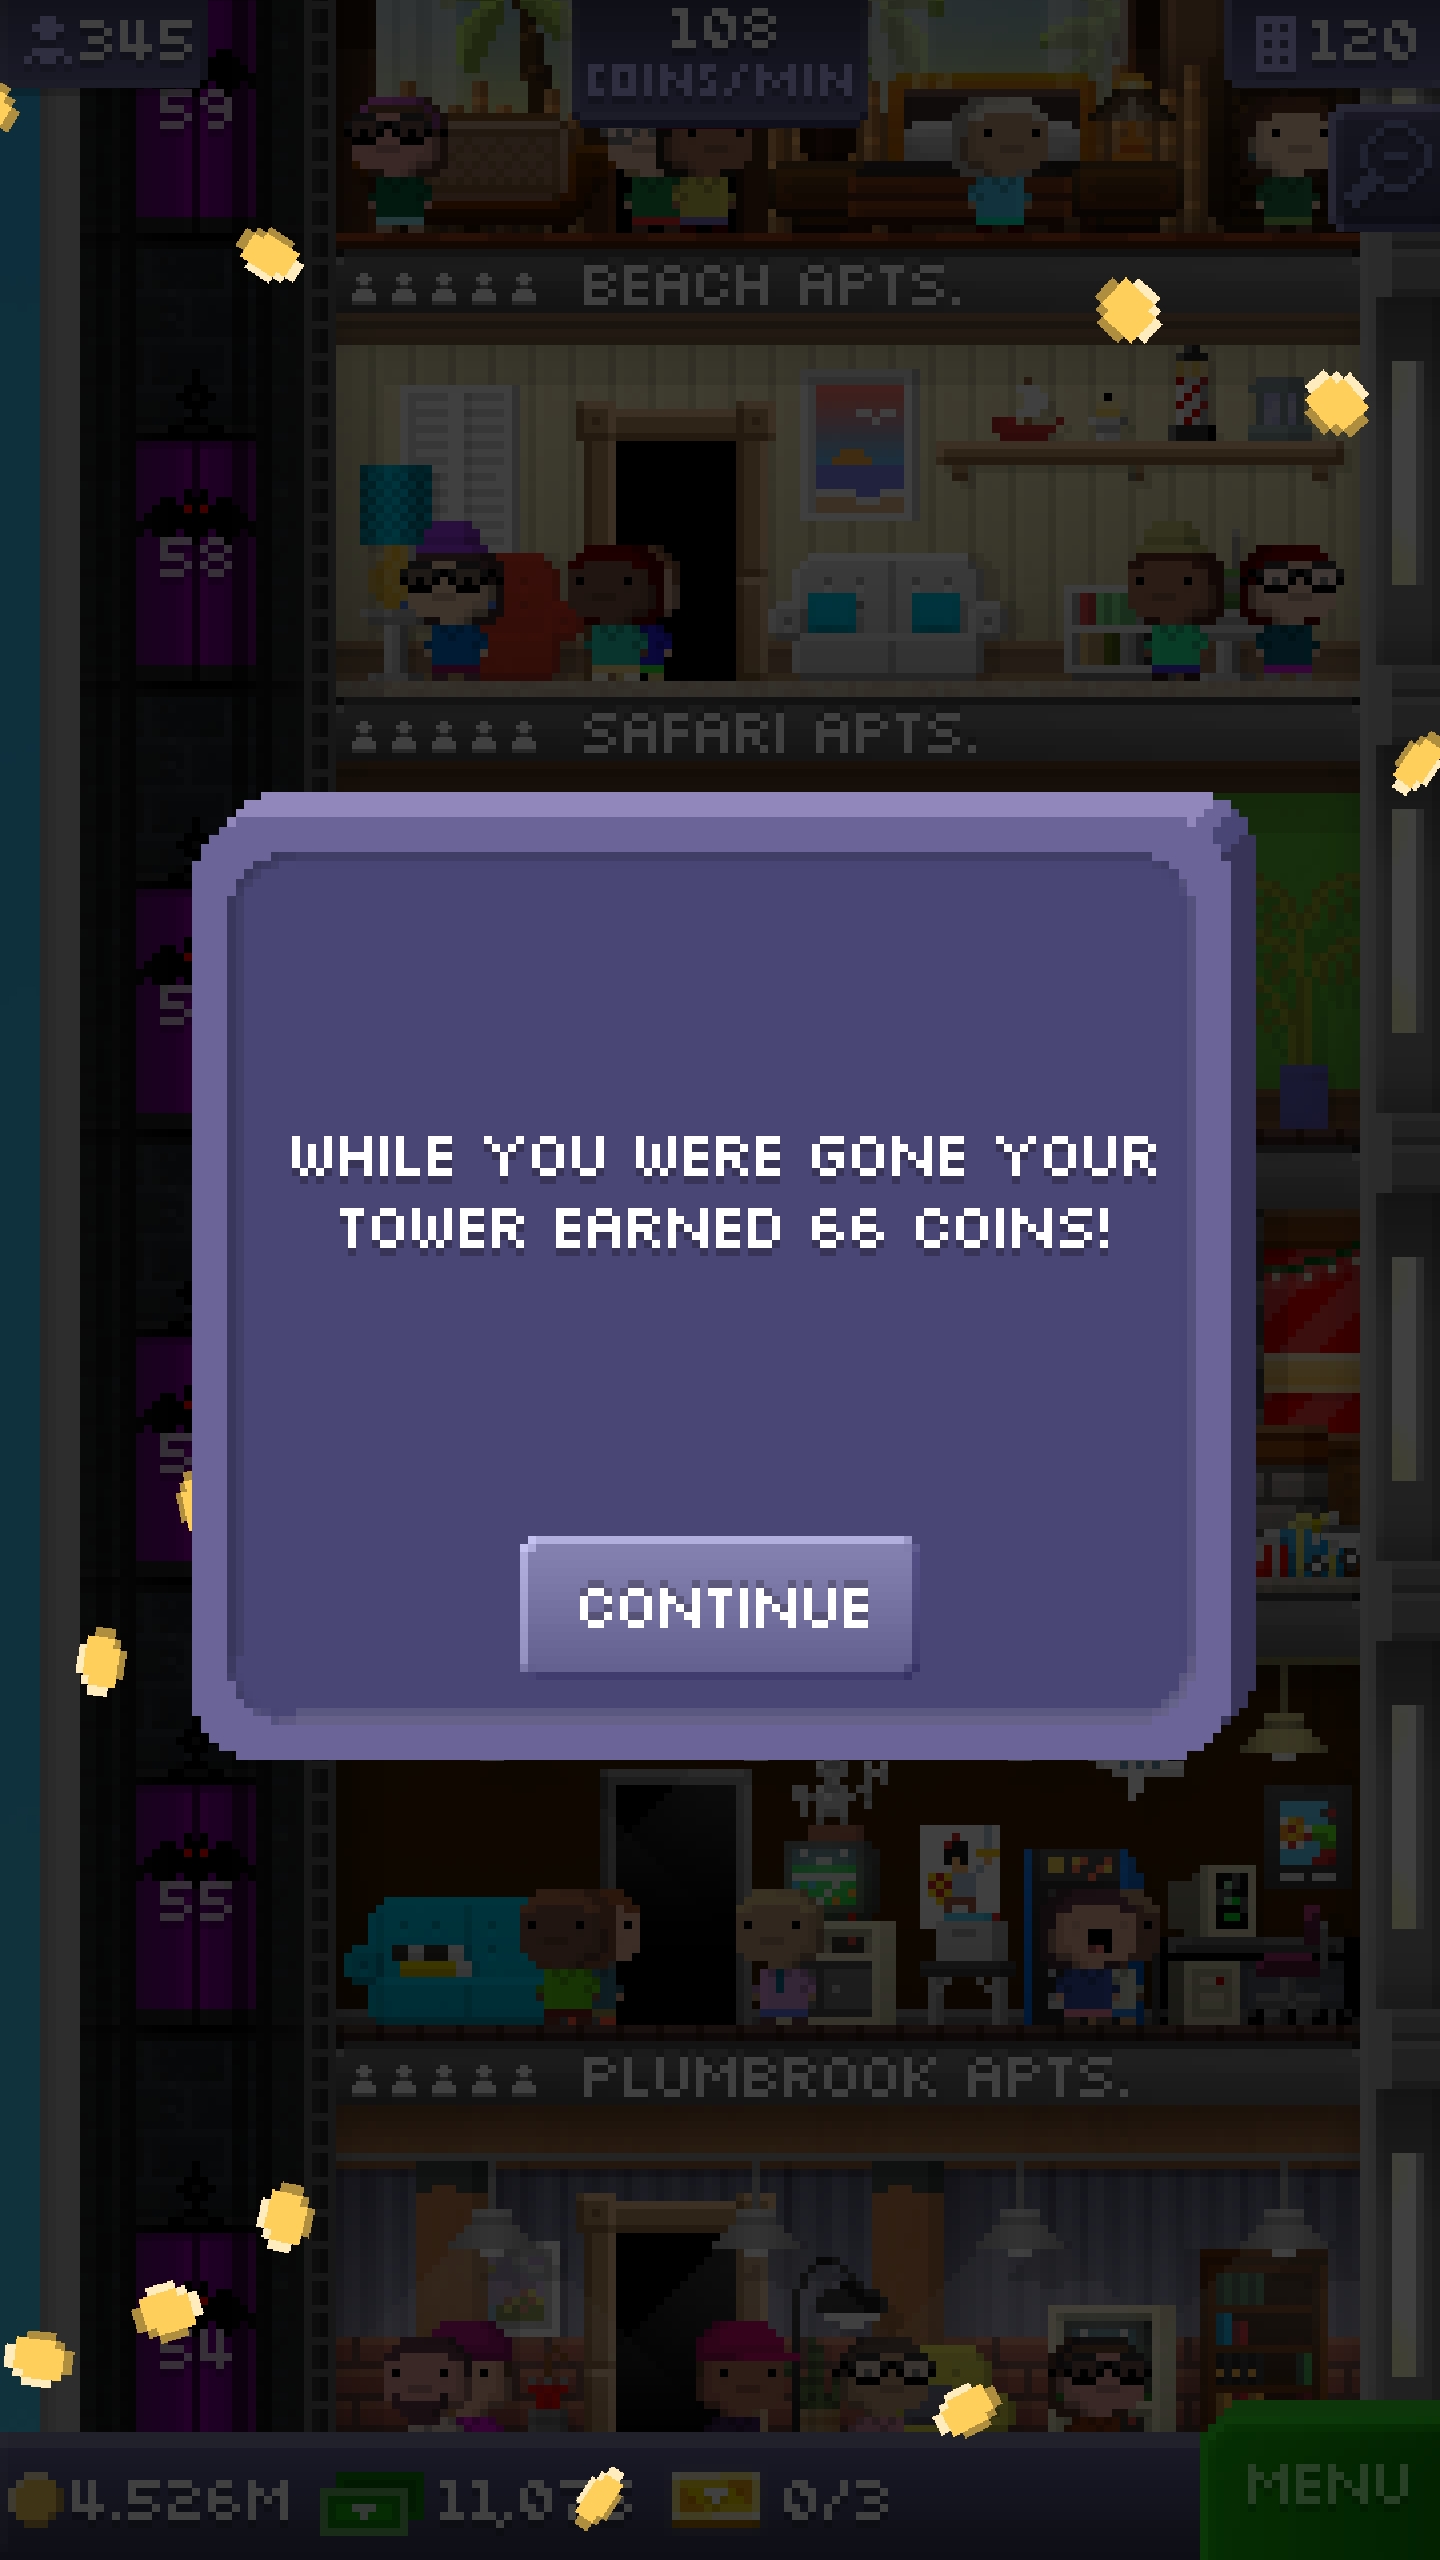 345
108
COINS/MIN
120
59
BEACH APTS.
58
SAFARI APTS.
WHILE YOU WERE GONE YOUR
TOWER EARNED 66 COINS!
CONTINUE
55
PLUMBROOK APTS.
54
4.526M
0/3
MENU